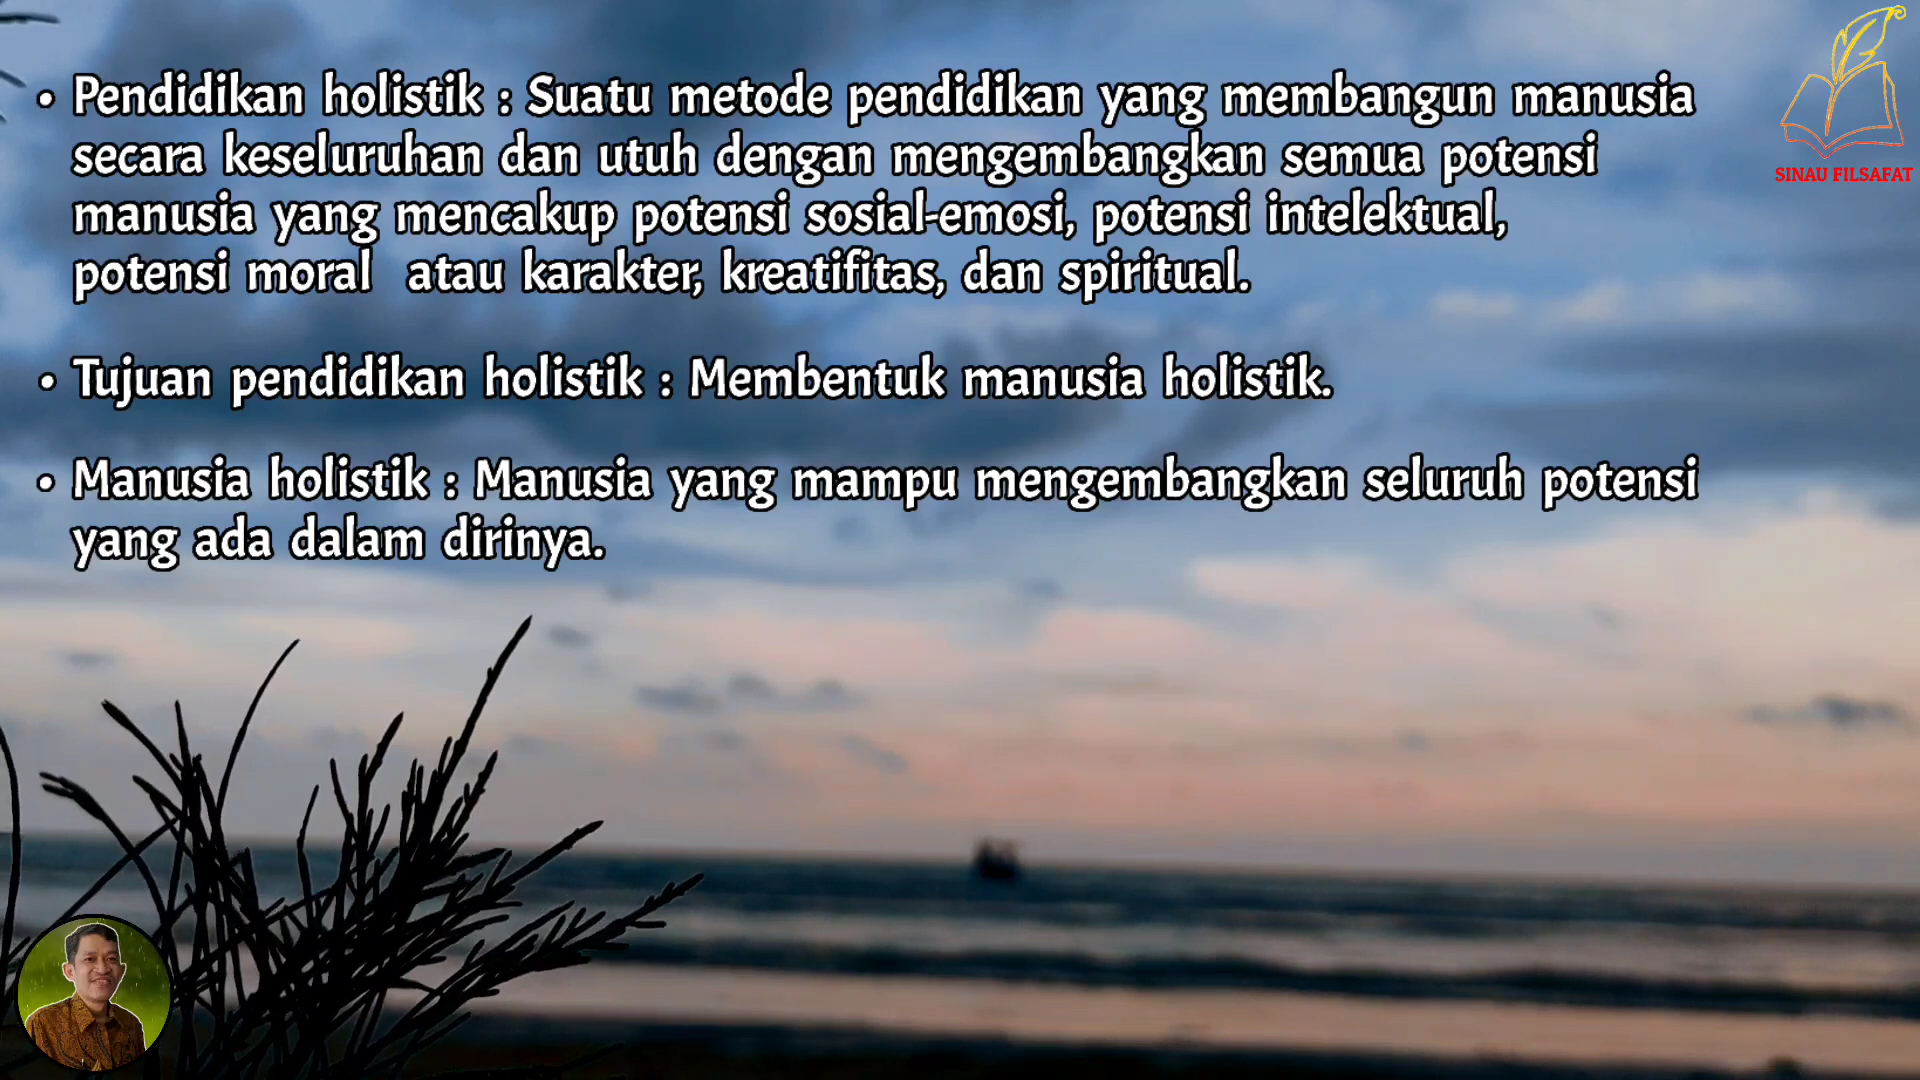 • Pendidikan holistik : Suatu metode pendidikan yang membangun manusia
secara keseluruhan dan utuh dengan mengembangkan semua potensi
manusia yang mencakup potensi sosial-emosi, potensi intelektual,
potensi moral  atau karakter, kreatifitas, dan spiritual.
• Tujuan pendidikan holistik : Membentuk manusia holistik.
• Manusia holistik : Manusia yang mampu mengembangkan seluruh potensi
yang ada dalam dirinya.
SINAU FILSAFAT